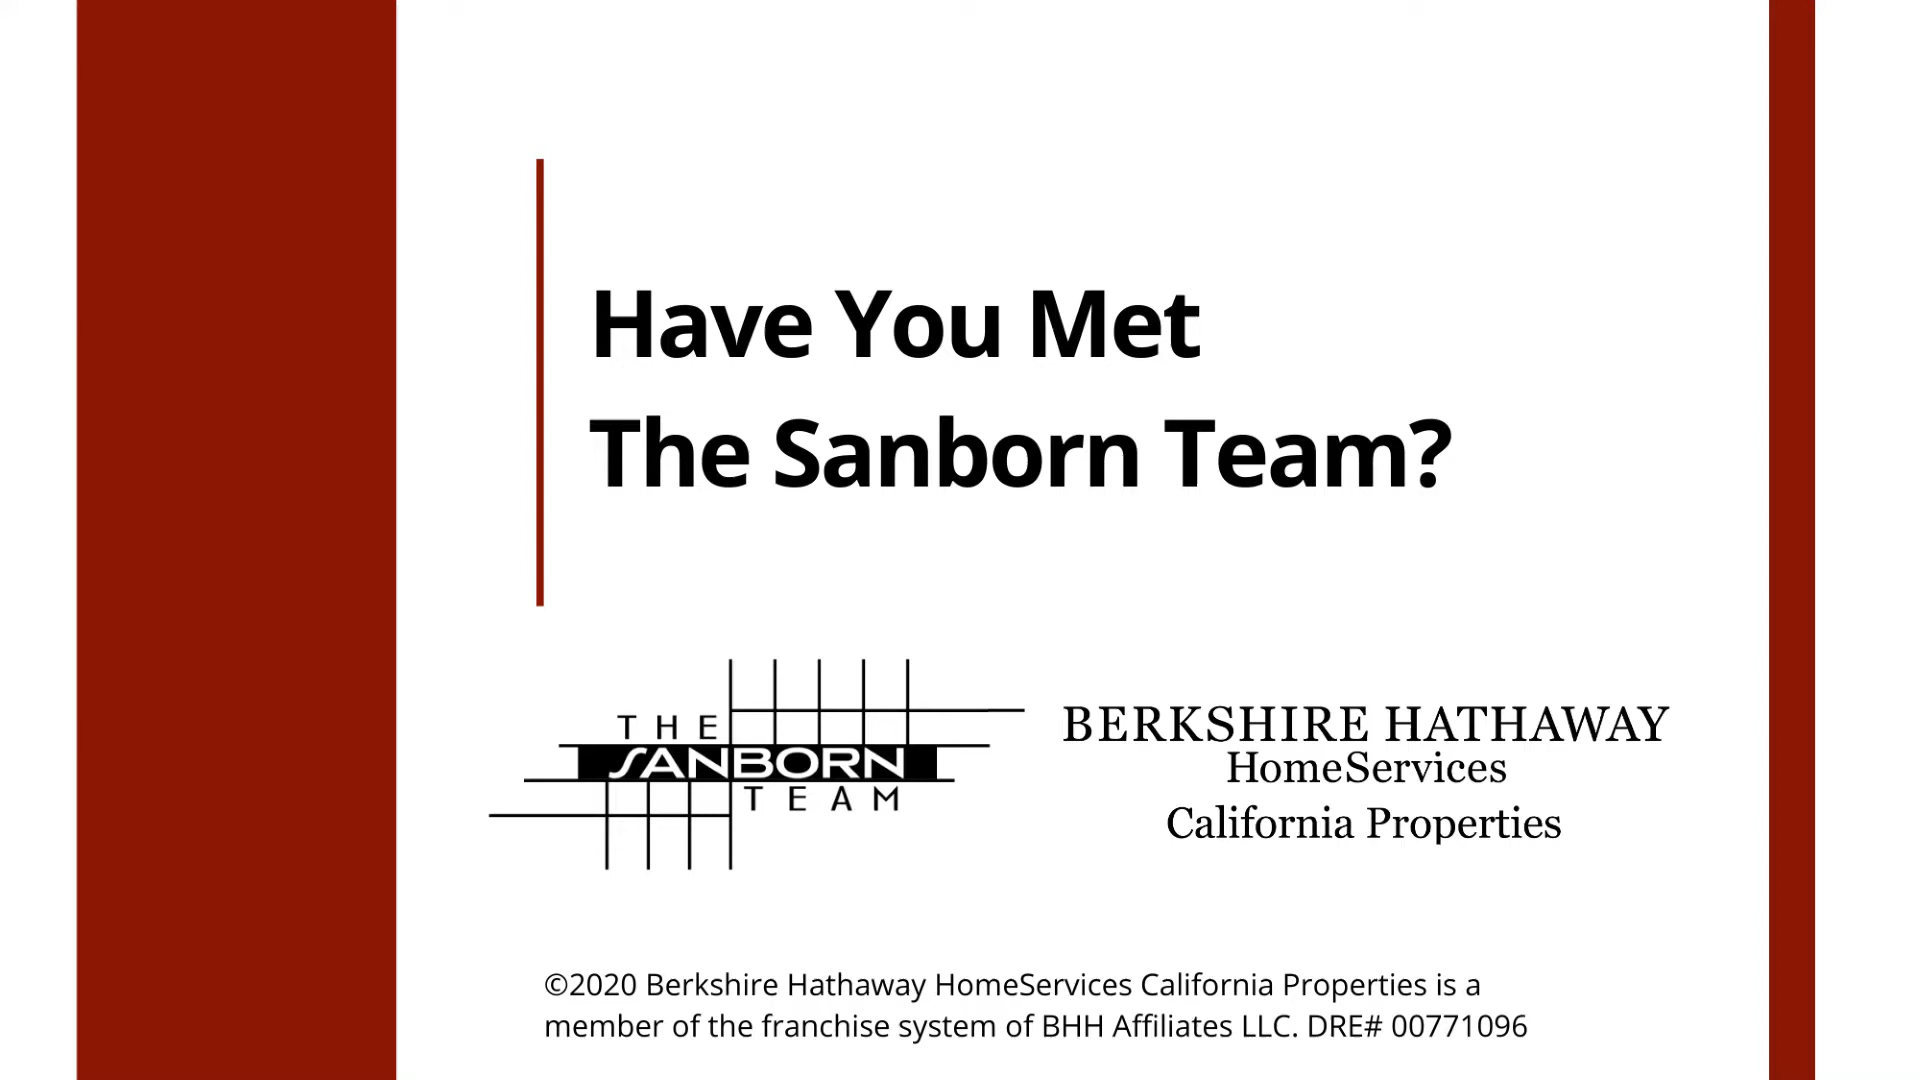 Have You Met
The Sanborn Team?
THE
SANBORN
TEAM
BERKSHIRE HATHAWAY
HomeServices
California Properties
©2020 Berkshire Hathaway HomeServices California Properties is a
member of the franchise system of BHH Affiliates LLC. DRE# 00771096